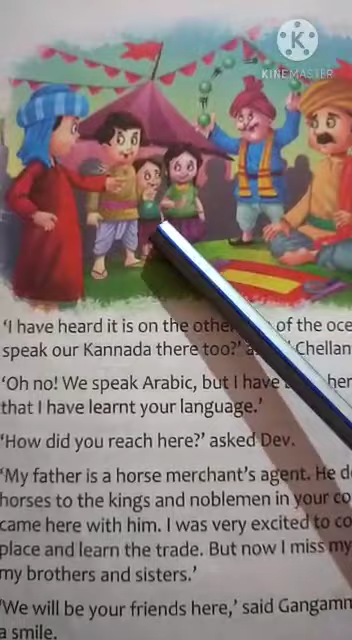 K
KINEMASTER
'I have heard it is on the other of the oce
speak our Kannada there too?' Chellan
'Oh no! We speak Arabic, but I have her
that I have learnt your language.'
'How did you reach here?' asked Dev.
'My father is a horse merchant's agent. He d
horses to the kings and noblemen in your co
came here with him. I was very excited to co
place and learn the trade. But now I miss my
my brothers and sisters.'
'We will be your friends here,' said Gangamm
a smile.